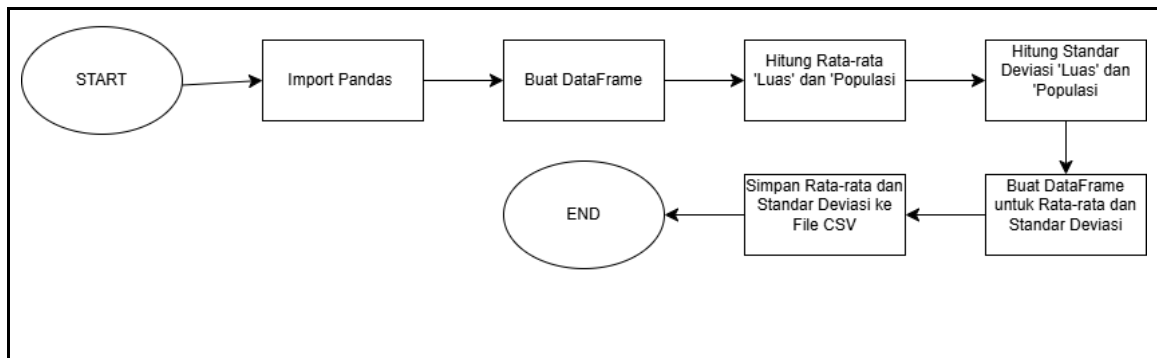 START
Import Pandas
Buat DataFrame
Hitung Rata-rata
'Luas' dan 'Populasi
Hitung Standar
Deviasi 'Luas' dan
'Populasi
Buat DataFrame
untuk Rata-rata dan
Standar Deviasi
Simpan Rata-rata dan
Standar Deviasi ke
File CSV
END